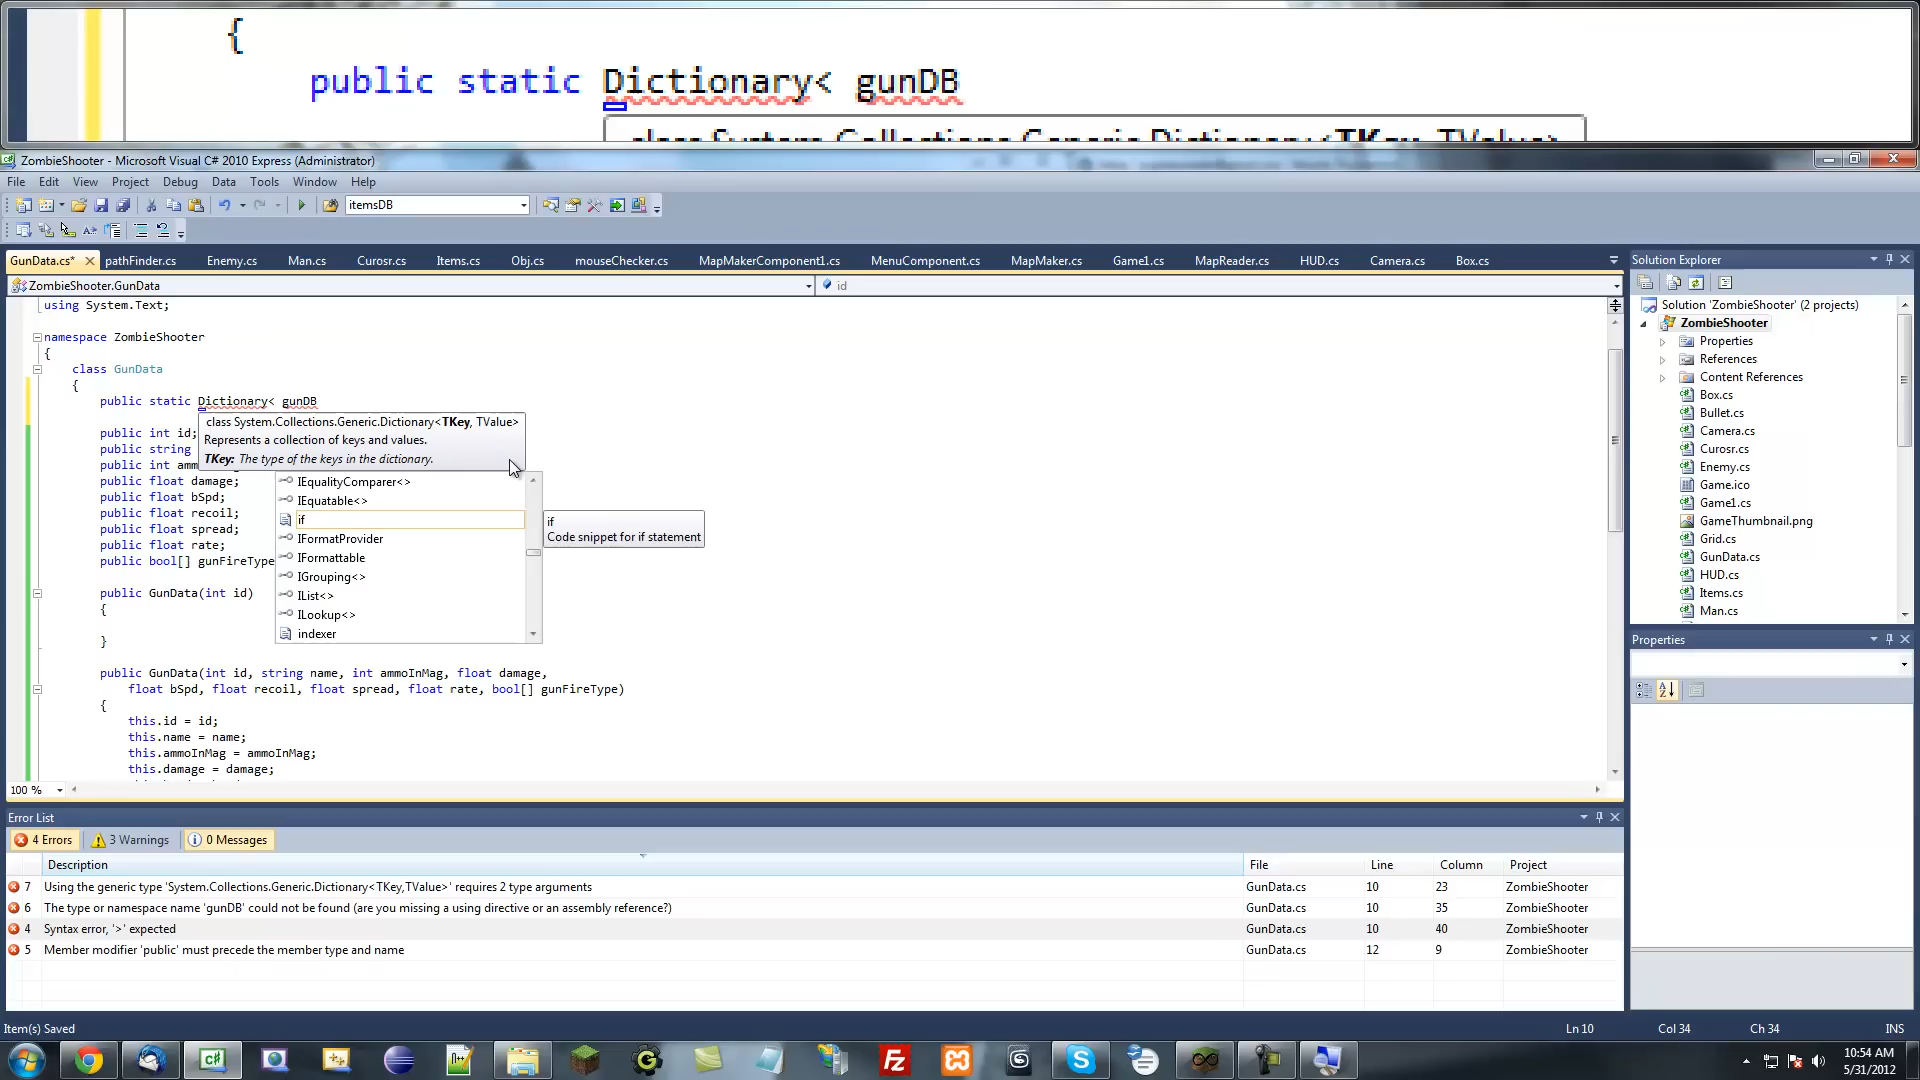 {
public static Dictionary< gunDB
class System.Collections.Generic.Dictionary<TKey, TValue>
ZombieShooter - Microsoft Visual C# 2010 Express (Administrator)
File Edit View Project Debug Data Tools Window Help
itemsDB
GunData.cs* pathFinder.cs Enemy.cs Man.cs Curosr.cs Items.cs Obj.cs mouseChecker.cs MapMakerComponent1.cs MenuComponent.cs MapMaker.cs Game1.cs MapReader.cs HUD.cs Camera.cs Box.cs
ZombieShooter.GunData id
using System.Text;
namespace ZombieShooter
{
class GunData
{
public static Dictionary< gunDB
class System.Collections.Generic.Dictionary<TKey, TValue>
Represents a collection of keys and values.
TKey: The type of the keys in the dictionary.
public int id;
public string
public int amm
public float damage;
public float bSpd;
public float recoil;
public float spread;
public float rate;
public bool[] gunFireType
IEqualityComparer<>
IEquatable<>
if
IFormatProvider
IFormattable
IGrouping<>
IList<>
ILookup<>
indexer
if
Code snippet for if statement
public GunData(int id)
{
}
public GunData(int id, string name, int ammoInMag, float damage,
float bSpd, float recoil, float spread, float rate, bool[] gunFireType)
{
this.id = id;
this.name = name;
this.ammoInMag = ammoInMag;
this.damage = damage;
100 %
Solution Explorer
Solution 'ZombieShooter' (2 projects)
ZombieShooter
Properties
References
Content References
Box.cs
Bullet.cs
Camera.cs
Curosr.cs
Enemy.cs
Game.ico
Game1.cs
GameThumbnail.png
Grid.cs
GunData.cs
HUD.cs
Items.cs
Man.cs
Properties
Error List
4 Errors 3 Warnings 0 Messages
Description File Line Column Project
7 Using the generic type 'System.Collections.Generic.Dictionary<TKey,TValue>' requires 2 type arguments GunData.cs 10 23 ZombieShooter
6 The type or namespace name 'gunDB' could not be found (are you missing a using directive or an assembly reference?) GunData.cs 10 35 ZombieShooter
4 Syntax error, '>' expected GunData.cs 10 40 ZombieShooter
5 Member modifier 'public' must precede the member type and name GunData.cs 12 9 ZombieShooter
Item(s) Saved Ln 10 Col 34 Ch 34 INS
10:54 AM
5/31/2012